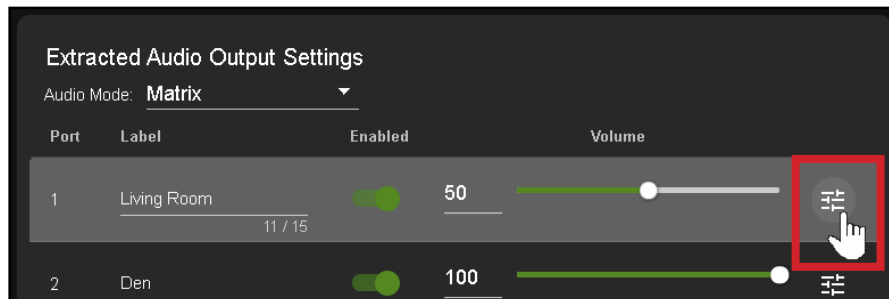 Extracted Audio Output Settings
Audio Mode: Matrix
Port Label Enabled Volume
1 Living Room 50
11 / 15
2 Den 100